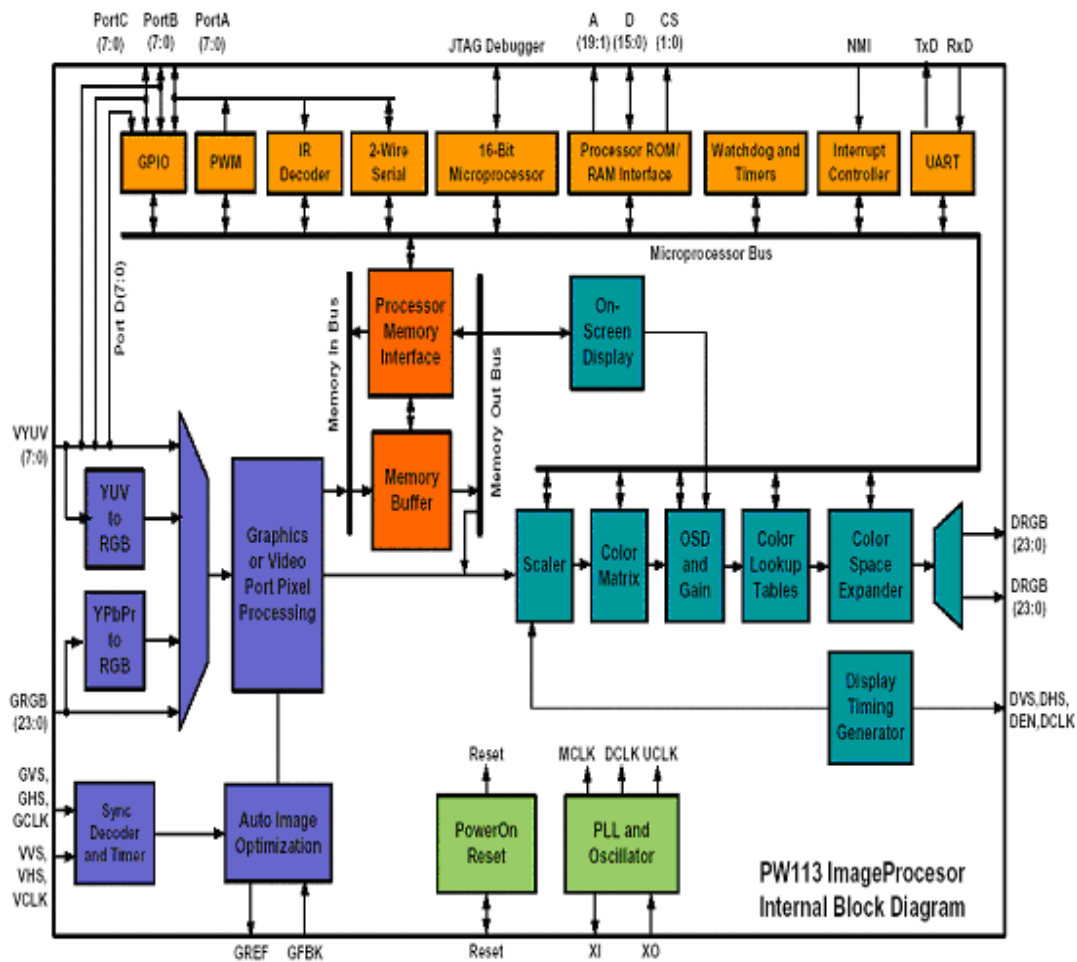 PortC PortB PortA
(7:0) (7:0) (7:0)
JTAG Debugger
A D CS
(19:1) (15:0) (1:0)
NMI
TxD RxD
GPIO
PWM
IR
Decoder
2-Wire
Serial
16-Bit
Microprocessor
Processor ROM/
RAM Interface
Watchdog and
Timers
Interrupt
Controller
UART
Microprocessor Bus
Port D(7:0)
Memory In Bus
Processor
Memory
Interface
Memory Out Bus
On-
Screen
Display
VYUV
(7:0)
YUV
to
RGB
Graphics
or Video
Port Pixel
Processing
Memory
Buffer
Scaler
Color
Matrix
OSD
and
Gain
Color
Lookup
Tables
Color
Space
Expander
DRGB
(23:0)
DRGB
(23:0)
YPbPr
to
RGB
GRGB
(23:0)
Display
Timing
Generator
DVS,DHS,
DEN,DCLK
GVS,
GHS,
GCLK
VVS,
VHS,
VCLK
Sync
Decoder
and Timer
Auto Image
Optimization
Reset
PowerOn
Reset
MCLK DCLK UCLK
PLL and
Oscillator
PW113 ImageProcesor
Internal Block Diagram
GREF GFBK
Reset
XI XO